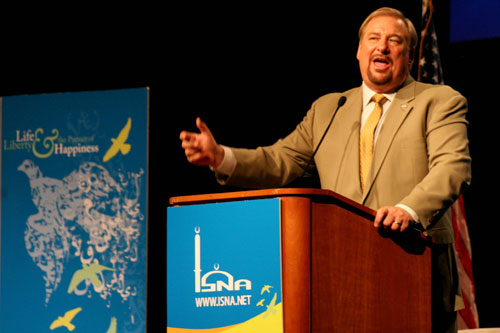 Life
Liberty & the Pursuit of
Happiness
ISNA
WWW.ISNA.NET